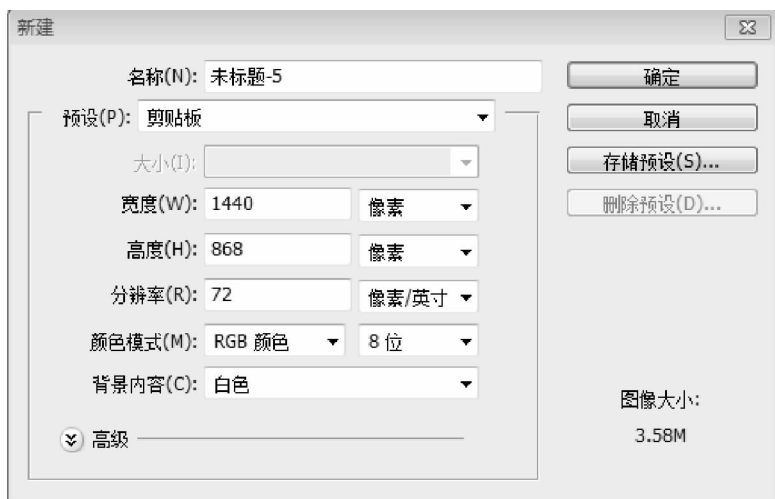 新建
名称(N): 未标题-5 确定
预设(P): 剪贴板 取消
大小(I): 存储预设(S)...
宽度(W): 1440 像素 删除预设(D)...
高度(H): 868 像素
分辨率(R): 72 像素/英寸
颜色模式(M): RGB 颜色 8 位
背景内容(C): 白色
图像大小:
高级 3.58M